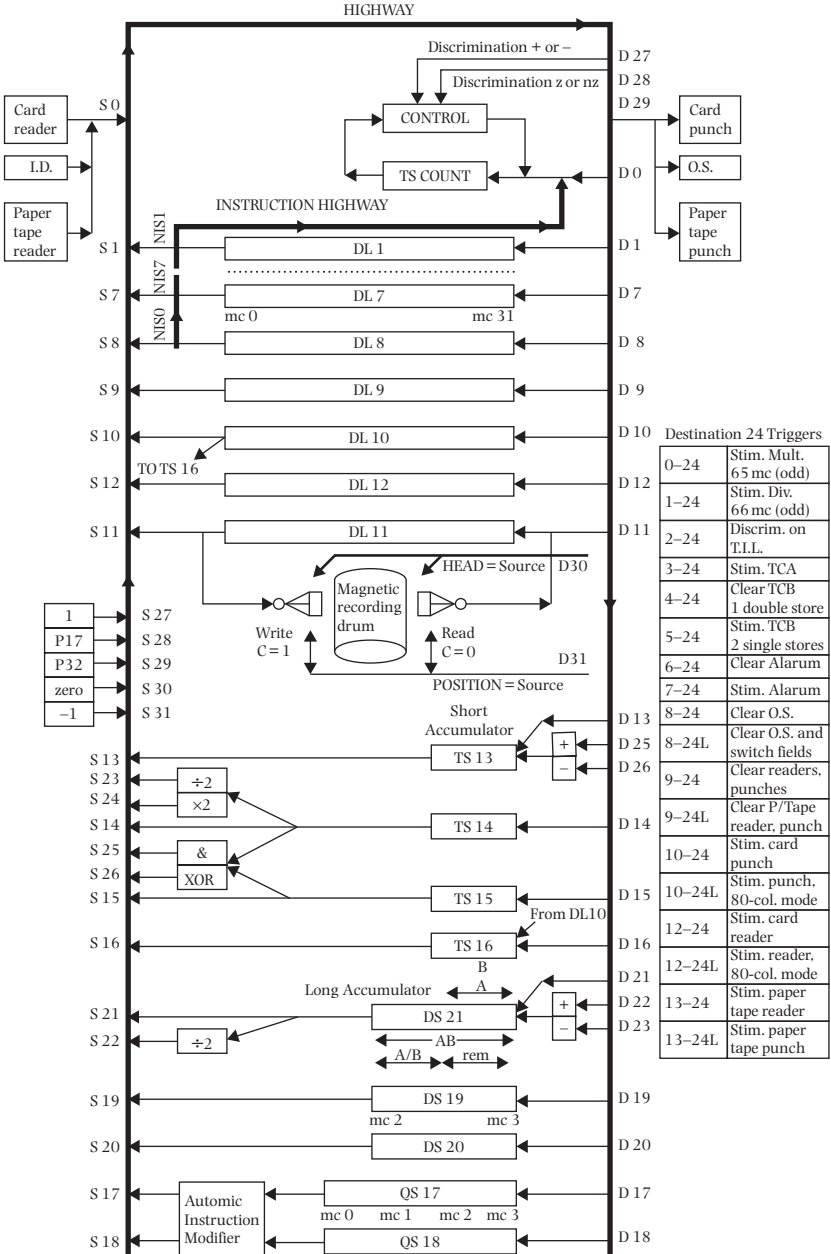 HIGHWAY
Discrimination + or –
D 27
Discrimination z or nz
D 28
S 0
D 29
Card
reader
CONTROL
Card
punch
I.D.
TS COUNT
D 0
O.S.
Paper
tape
reader
INSTRUCTION HIGHWAY
Paper
tape
punch
NIS1
S 1
DL 1
D 1
NIS7
S 7
DL 7
D 7
mc 0
mc 31
NIS0
S 8
DL 8
D 8
S 9
DL 9
D 9
S 10
DL 10
D 10
TO TS 16
S 12
DL 12
D 12
S 11
DL 11
D 11
HEAD = Source
D30
Magnetic
recording
drum
Write
C = 1
Read
C = 0
D31
POSITION = Source
1
S 27
P17
S 28
P32
S 29
zero
S 30
–1
S 31
Short
Accumulator
D 13
S 13
TS 13
+
D 25
–
D 26
S 23
÷2
S 24
×2
S 14
TS 14
D 14
S 25
&
S 26
XOR
S 15
TS 15
D 15
From DL10
S 16
TS 16
D 16
B
A
Long Accumulator
D 21
S 21
DS 21
+
D 22
–
D 23
S 22
÷2
AB
A/B
rem
S 19
DS 19
D 19
mc 2
mc 3
S 20
DS 20
D 20
S 17
QS 17
D 17
Automic
Instruction
Modifier
mc 0
mc 1
mc 2
mc 3
S 18
QS 18
D 18
Destination 24 Triggers
0–24
Stim. Mult.
65 mc (odd)
1–24
Stim. Div.
66 mc (odd)
2–24
Discrim. on
T.I.L.
3–24
Stim. TCA
4–24
Clear TCB
1 double store
5–24
Stim. TCB
2 single stores
6–24
Clear Alarum
7–24
Stim. Alarum
8–24
Clear O.S.
8–24L
Clear O.S. and
switch fields
9–24
Clear readers,
punches
9–24L
Clear P/Tape
reader, punch
10–24
Stim. card
punch
10–24L
Stim. punch,
80-col. mode
12–24
Stim. card
reader
12–24L
Stim. reader,
80-col. mode
13–24
Stim. paper
tape reader
13–24L
Stim. paper
tape punch